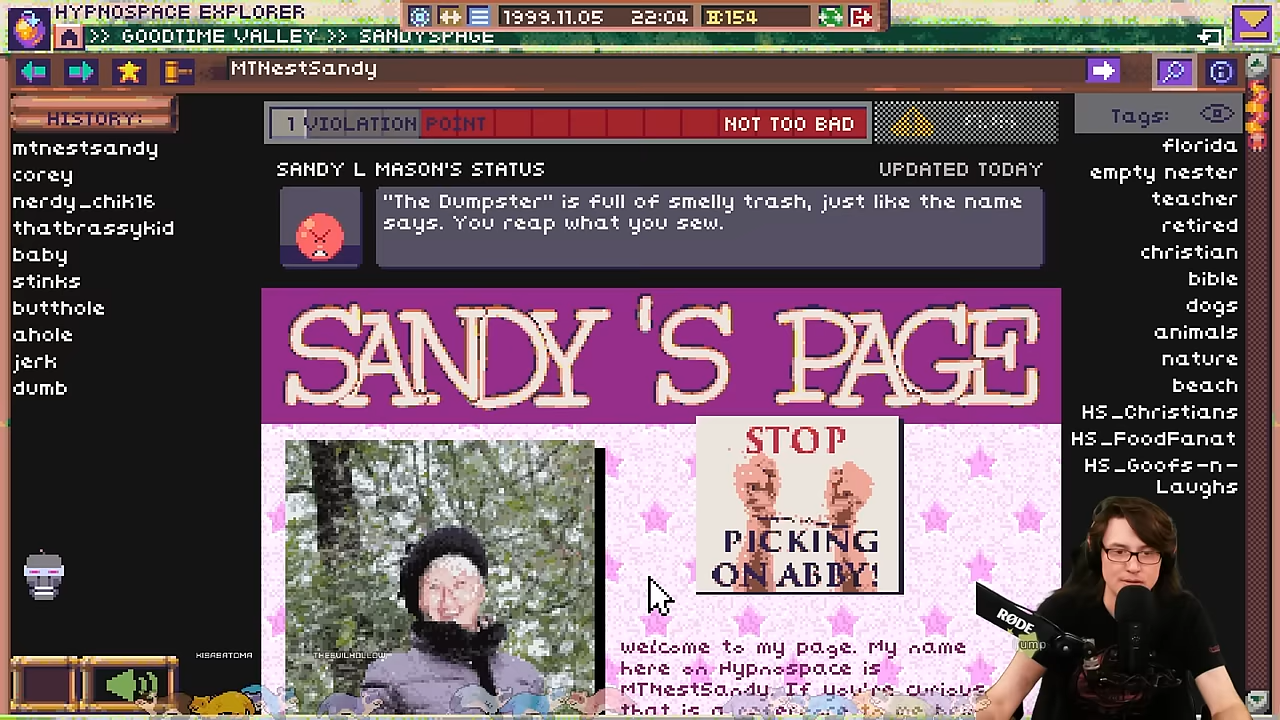 HYPNOSPACE EXPLORER
1999.11.05 22:04 154
>> GOODTIME VALLEY >> SANDYSPAGE
MTNestSandy
HISTORY:
mtnestsandy
corey
nerdy_chik16
thatbrassykid
baby
stinks
butthole
ahole
jerk
dumb
1 VIOLATION POINT
NOT TOO BAD
SANDY L MASON'S STATUS
UPDATED TODAY
"The Dumpster" is full of smelly trash, just like the name
says. You reap what you sew.
SANDY'S PAGE
STOP
PICKING
ON ABBY!
welcome to my page. My name
here on Hypnospace is
MTNestSandy. If you're curious
Tags:
florida
empty nester
teacher
retired
christian
bible
dogs
animals
nature
beach
HS_Christians
HS_FoodFanat
HS_Goofs-n-
Laughs
RØDE
XISABATOMA
THEEVILHOLLOW